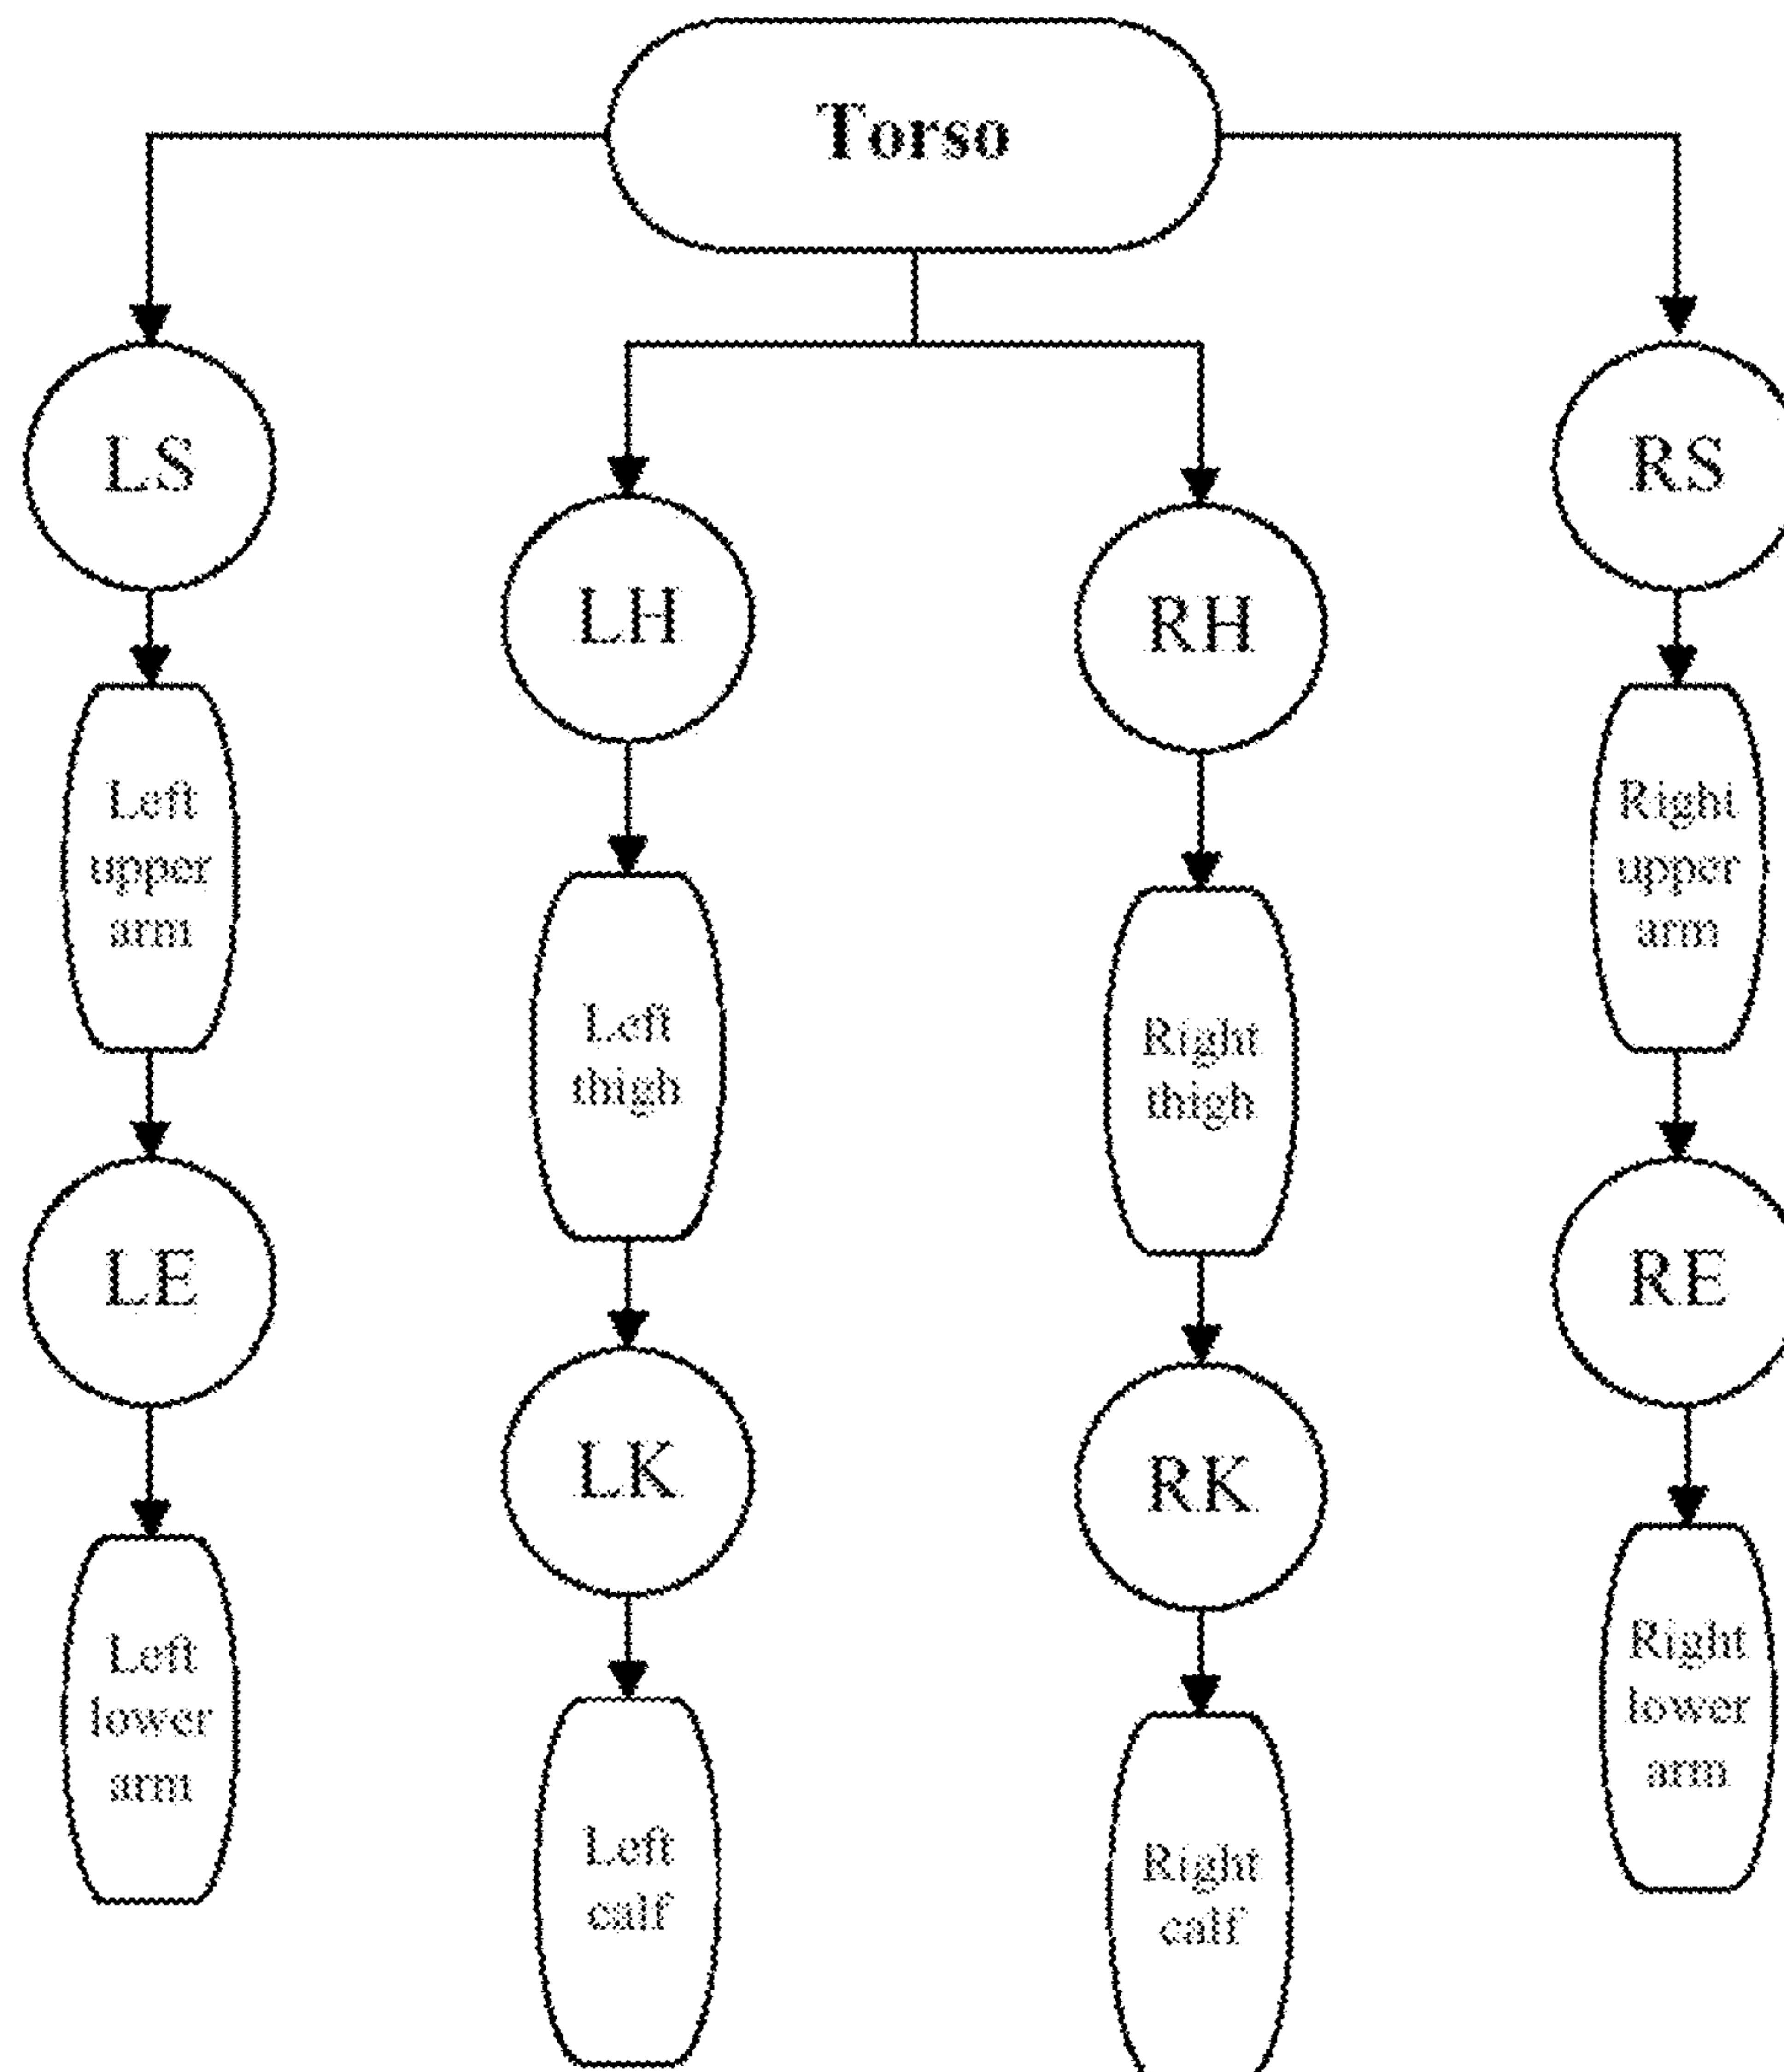 Torso
LS
RS
LH
RH
Left
upper
arm
Right
upper
arm
Left
thigh
Right
thigh
LE
RE
LK
RK
Left
lower
arm
Right
lower
arm
Left
calf
Right
calf